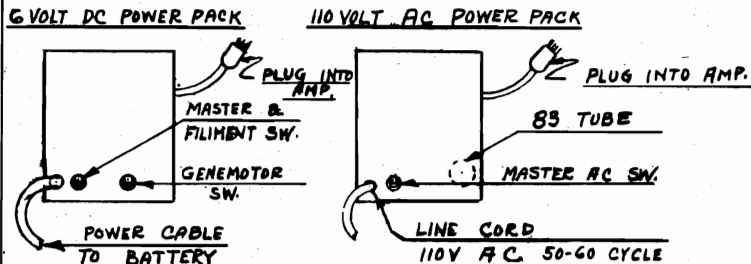 6 VOLT DC POWER PACK
PLUG INTO
AMP.
MASTER &
FILIMENT SW.
GENEMOTOR
SW.
POWER CABLE
TO BATTERY
110 VOLT AC POWER PACK
PLUG INTO AMP.
83 TUBE
MASTER AC SW.
LINE CORD
110V AC 50-60 CYCLE